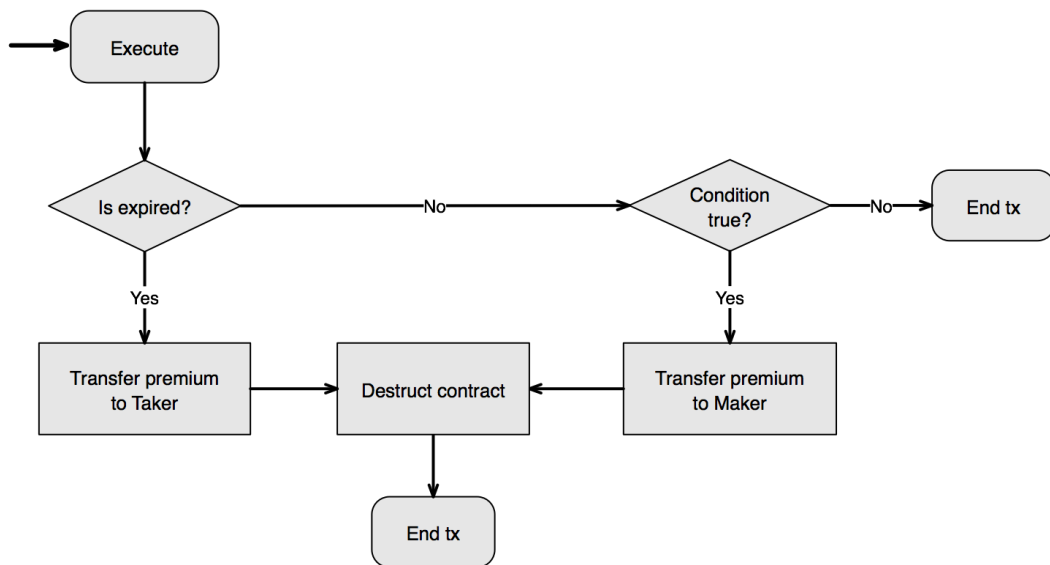 Execute
Is expired?
No
Condition
true?
No
End tx
Yes
Yes
Transfer premium
to Taker
Destruct contract
Transfer premium
to Maker
End tx